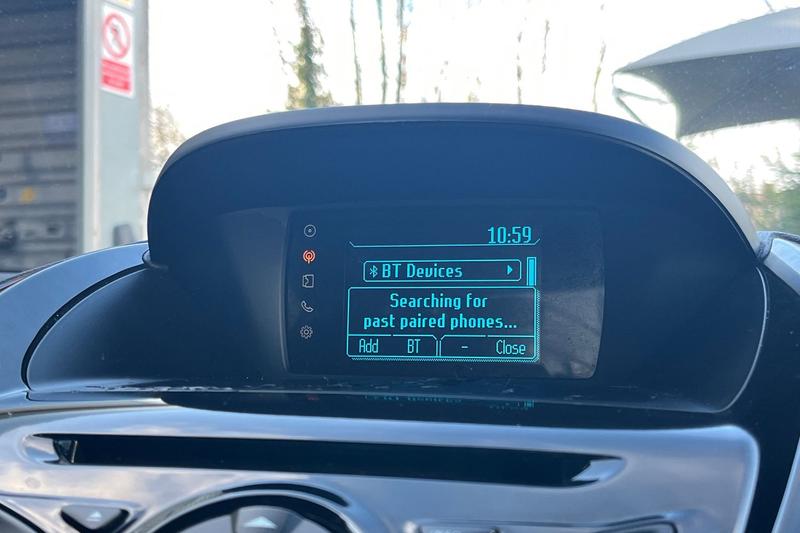 10:59
BT Devices
Searching for
past paired phones...
Add BT - Close